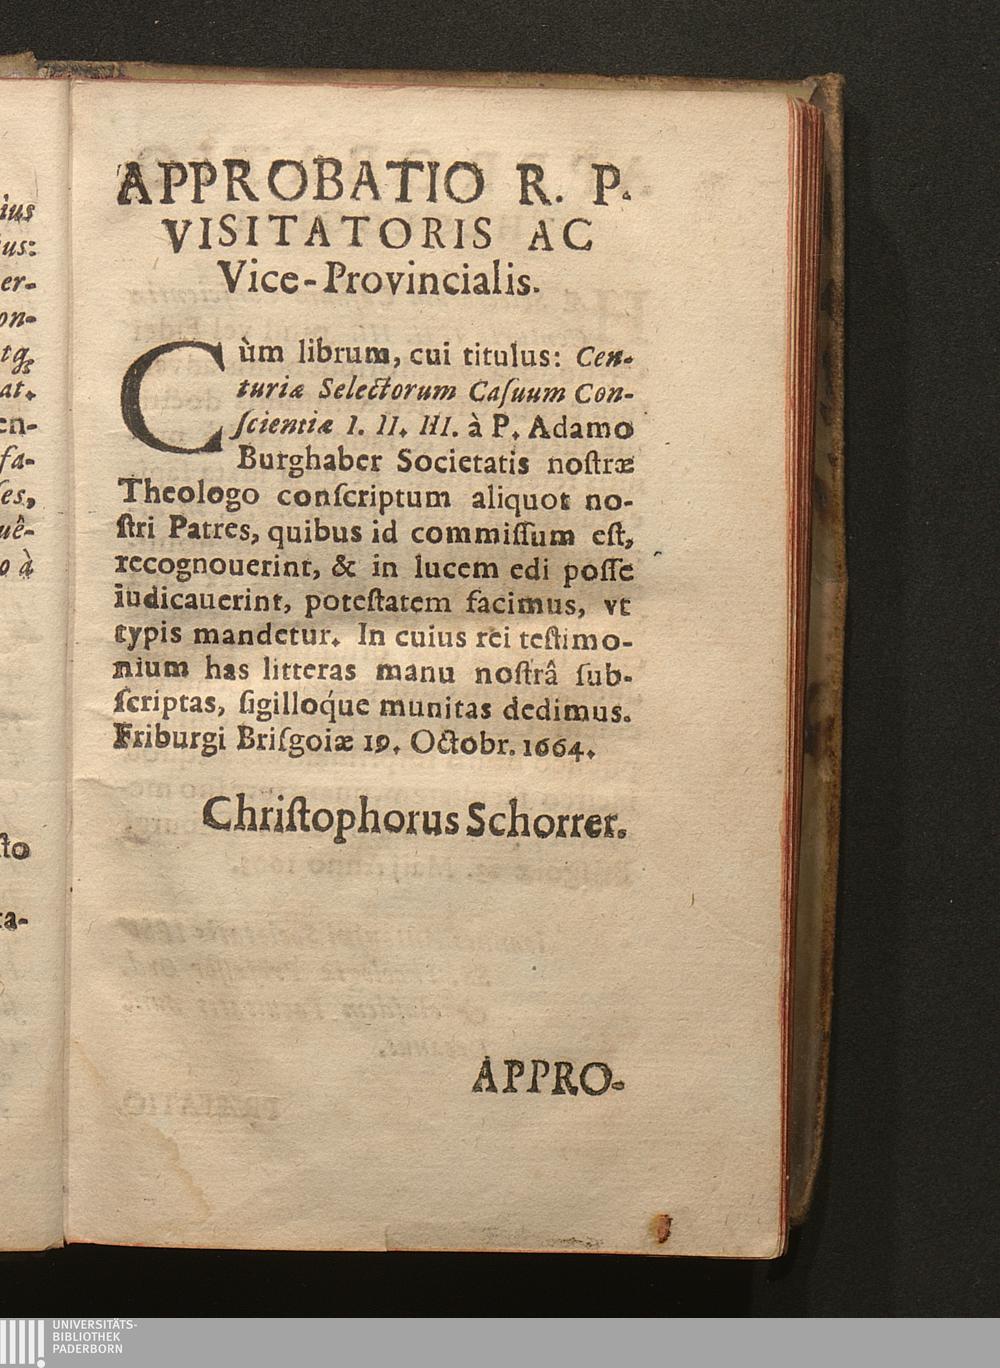 APPROBATIO R. P.
VISITATORIS AC
Vice-Provincialis.
Cùm librum, cui titulus: Cen-
turiæ Selectorum Caſuum Con-
ſcientiæ I. II. III. à P. Adamo
Burghaber Societatis noſtræ
Theologo conſcriptum aliquot no-
ſtri Patres, quibus id commiſſum eſt,
recognouerint, & in lucem edi poſſe
iudicauerint, poteſtatem facimus, vt
typis mandetur. In cuius rei teſtimo-
nium has litteras manu noſtrâ ſub-
ſcriptas, ſigilloq́ue munitas dedimus.
Friburgi Briſgoiæ 19. Octobr. 1664.
Chriſtophorus Schorrer.
APPRO-
UNIVERSITÄTS-
BIBLIOTHEK
PADERBORN